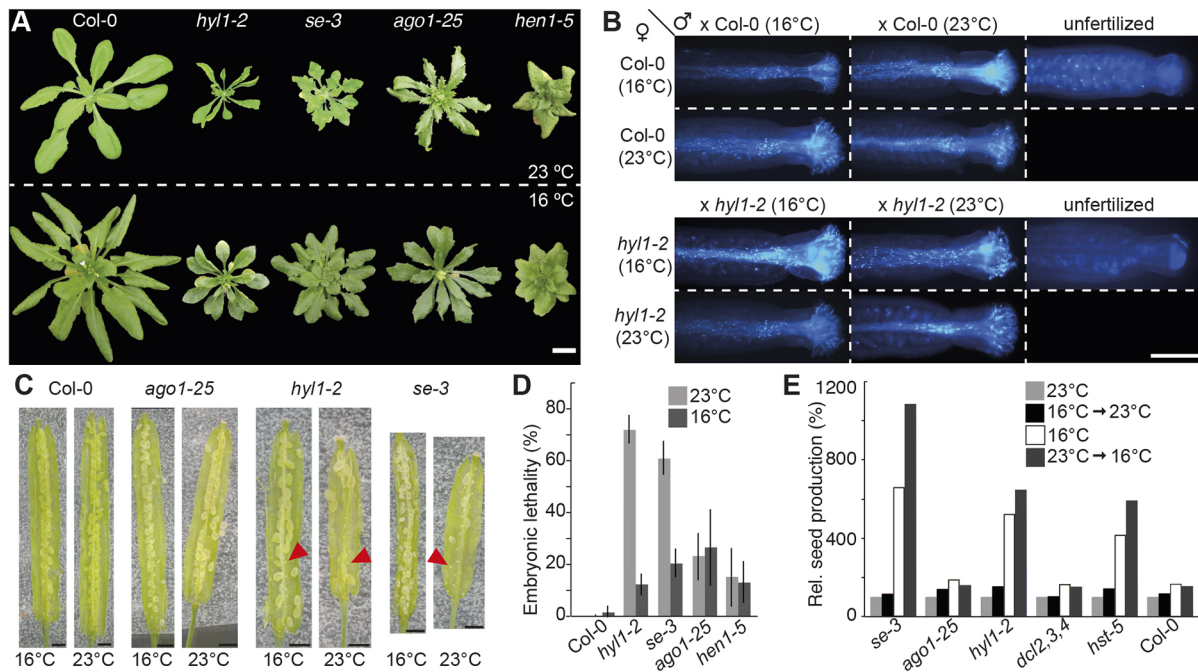 A
Col-0 hyl1-2 se-3 ago1-25 hen1-5
23 ºC
16 ºC
B
♀ ♂ x Col-0 (16°C) x Col-0 (23°C) unfertilized
Col-0
(16°C)
Col-0
(23°C)
x hyl1-2 (16°C) x hyl1-2 (23°C) unfertilized
hyl1-2
(16°C)
hyl1-2
(23°C)
C
Col-0 ago1-25 hyl1-2 se-3
16°C 23°C 16°C 23°C 16°C 23°C 16°C 23°C
D
Embryonic lethality (%)
80
60
40
20
0
23°C
16°C
Col-0 hyl1-2 se-3 ago1-25 hen1-5
E
Rel. seed production (%)
1200
800
400
100
23°C
16°C → 23°C
16°C
23°C → 16°C
se-3 ago1-25 hyl1-2 dcl2,3,4 hst-5 Col-0